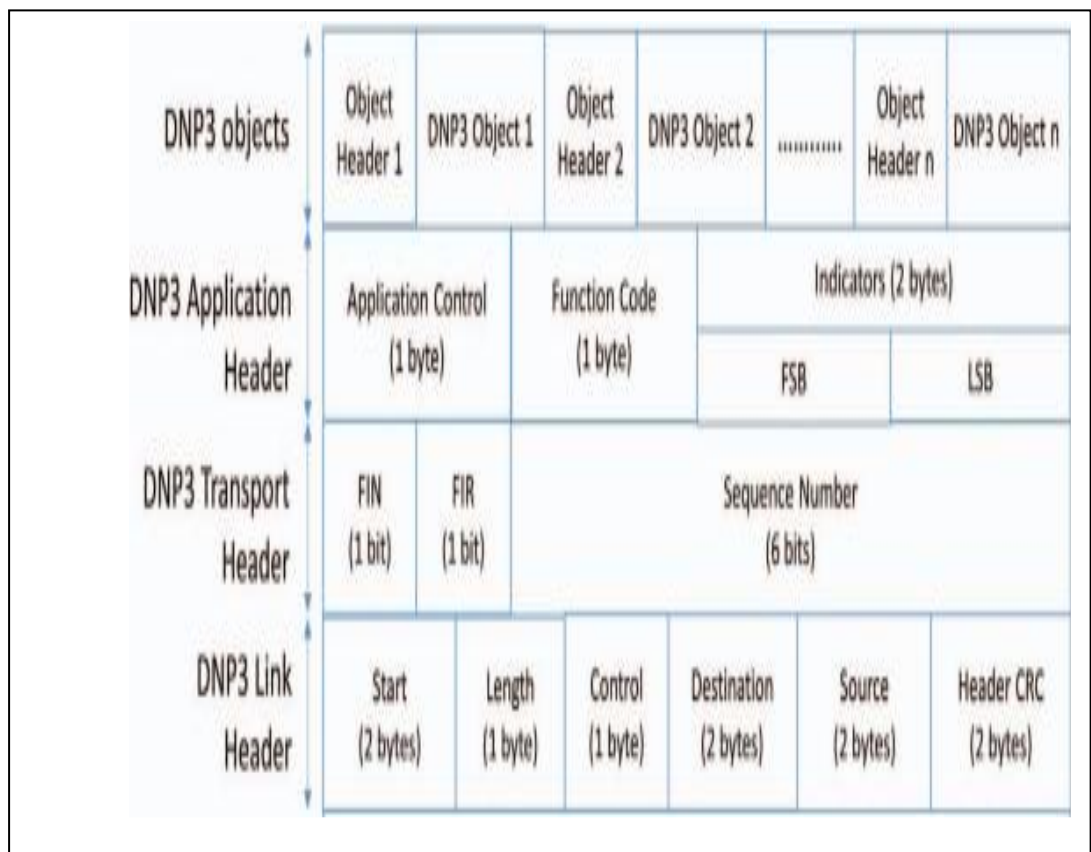 DNP3 objects
Object
Header 1
DNP3 Object 1
Object
Header 2
DNP3 Object 2
............
Object
Header n
DNP3 Object n
DNP3 Application
Header
Application Control
(1 byte)
Function Code
(1 byte)
Indicators (2 bytes)
FSB
LSB
DNP3 Transport
Header
FIN
(1 bit)
FIR
(1 bit)
Sequence Number
(6 bits)
DNP3 Link
Header
Start
(2 bytes)
Length
(1 byte)
Control
(1 byte)
Destination
(2 bytes)
Source
(2 bytes)
Header CRC
(2 bytes)